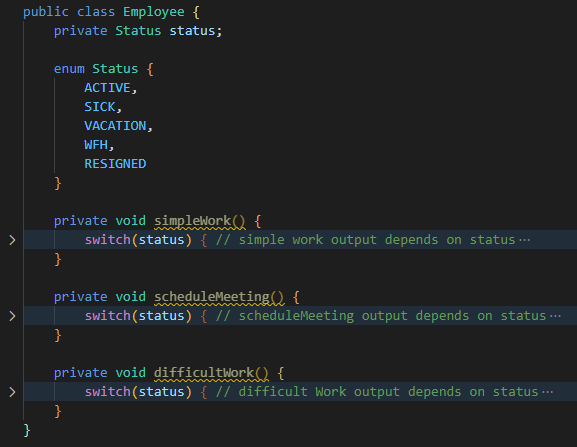 public class Employee {
private Status status;
enum Status {
ACTIVE,
SICK,
VACATION,
WFH,
RESIGNED
}
private void simpleWork() {
switch(status) { // simple work output depends on status…
}
private void scheduleMeeting() {
switch(status) { // scheduleMeeting output depends on status…
}
private void difficultWork() {
switch(status) { // difficult Work output depends on status…
}
}